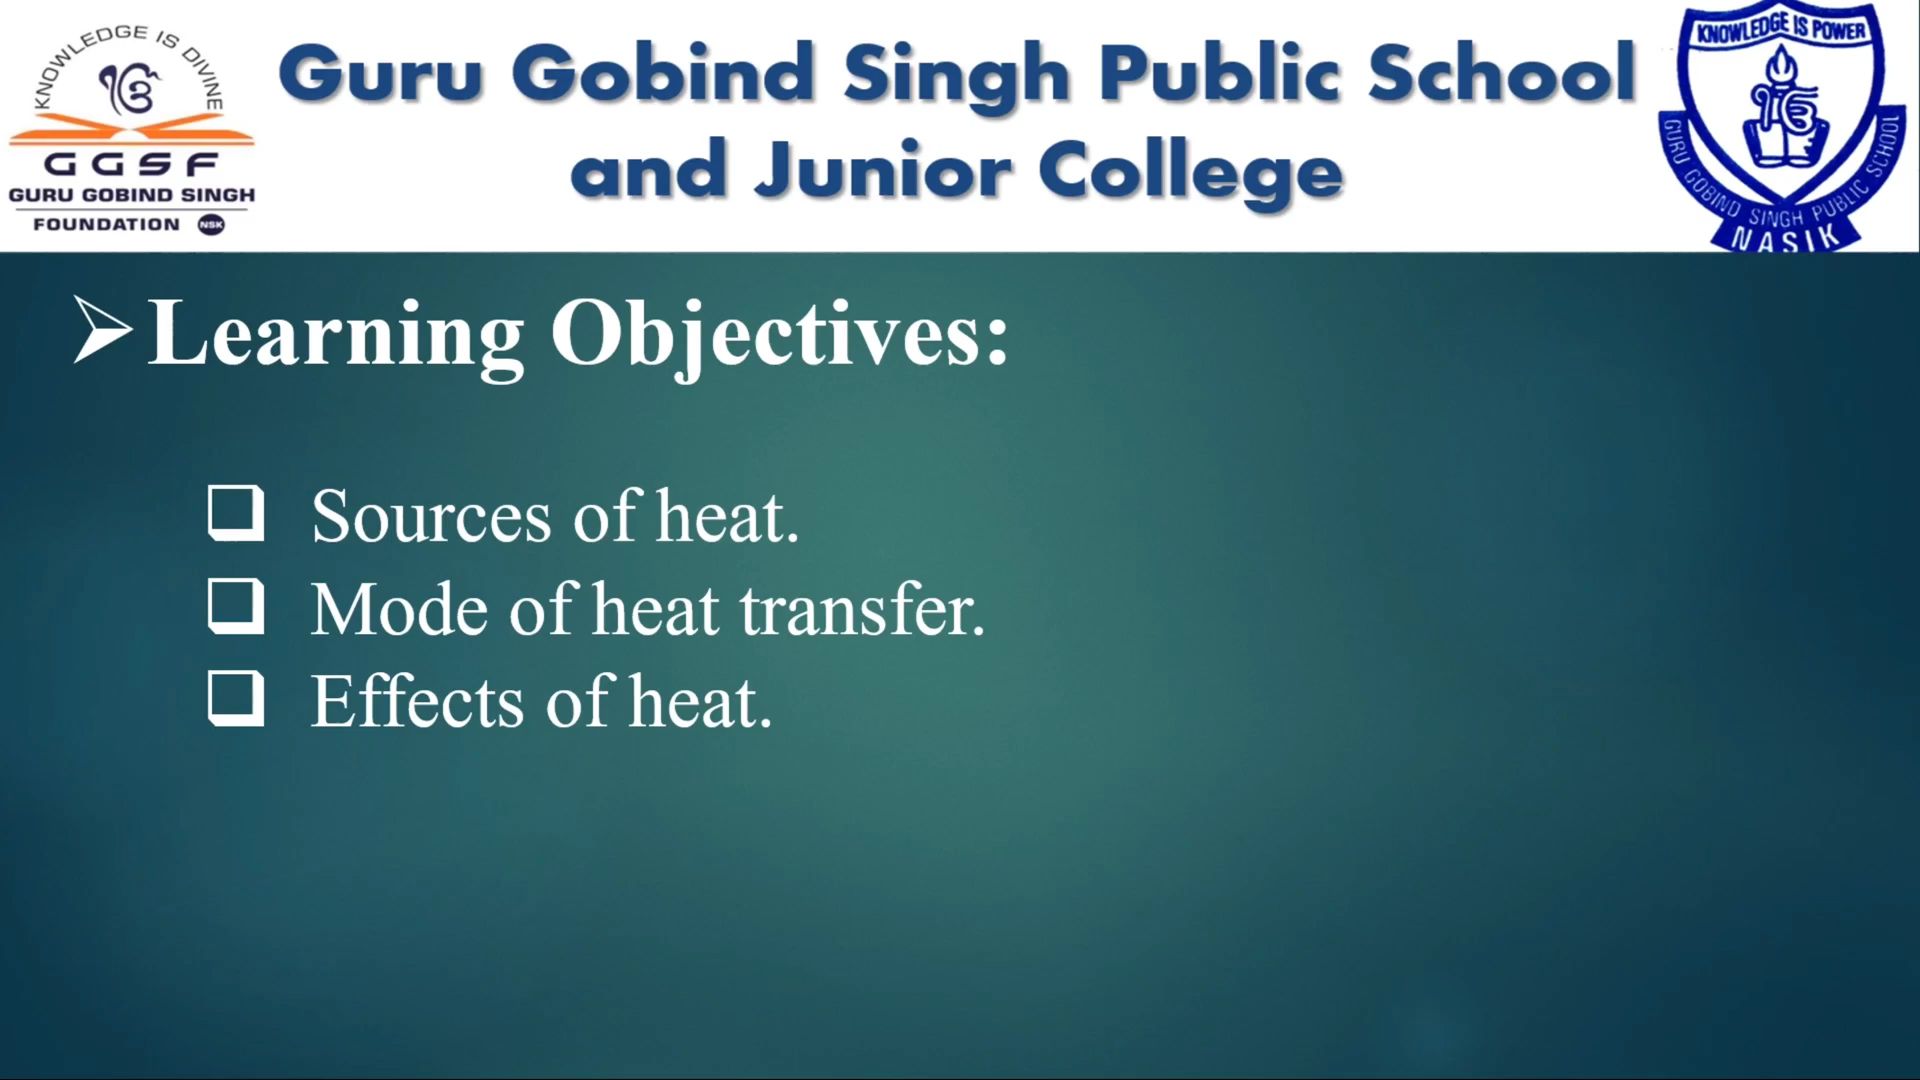 KNOWLEDGE IS DIVINE
GGSF
GURU GOBIND SINGH
FOUNDATION NSK
Guru Gobind Singh Public School
and Junior College
KNOWLEDGE IS POWER
ੴ
GURU GOBIND SINGH PUBLIC SCHOOL
NASIK
➢Learning Objectives:
❑ Sources of heat.
❑ Mode of heat transfer.
❑ Effects of heat.